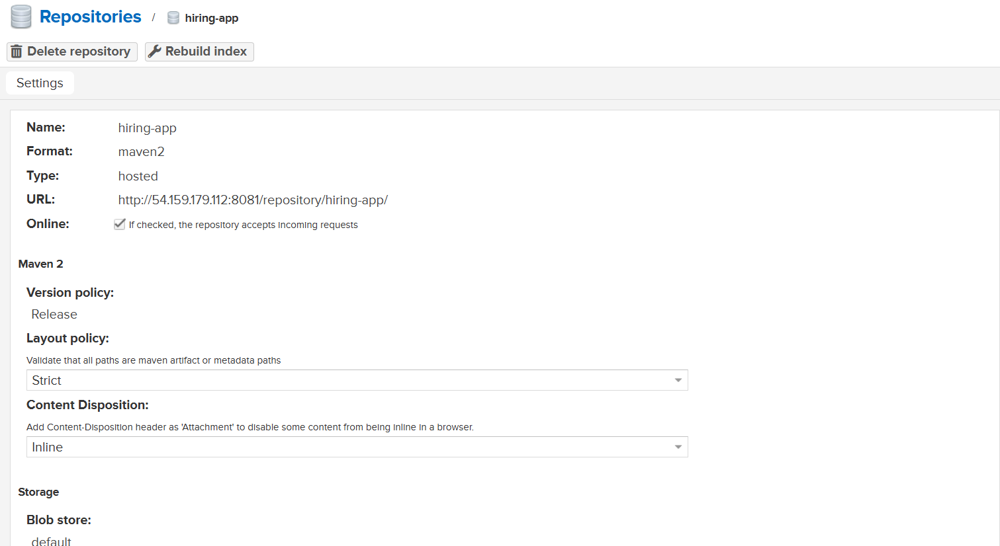 Repositories / hiring-app
Delete repository Rebuild index
Settings
Name: hiring-app
Format: maven2
Type: hosted
URL: http://54.159.179.112:8081/repository/hiring-app/
Online: If checked, the repository accepts incoming requests
Maven 2
Version policy:
Release
Layout policy:
Validate that all paths are maven artifact or metadata paths
Strict
Content Disposition:
Add Content-Disposition header as 'Attachment' to disable some content from being inline in a browser.
Inline
Storage
Blob store:
default